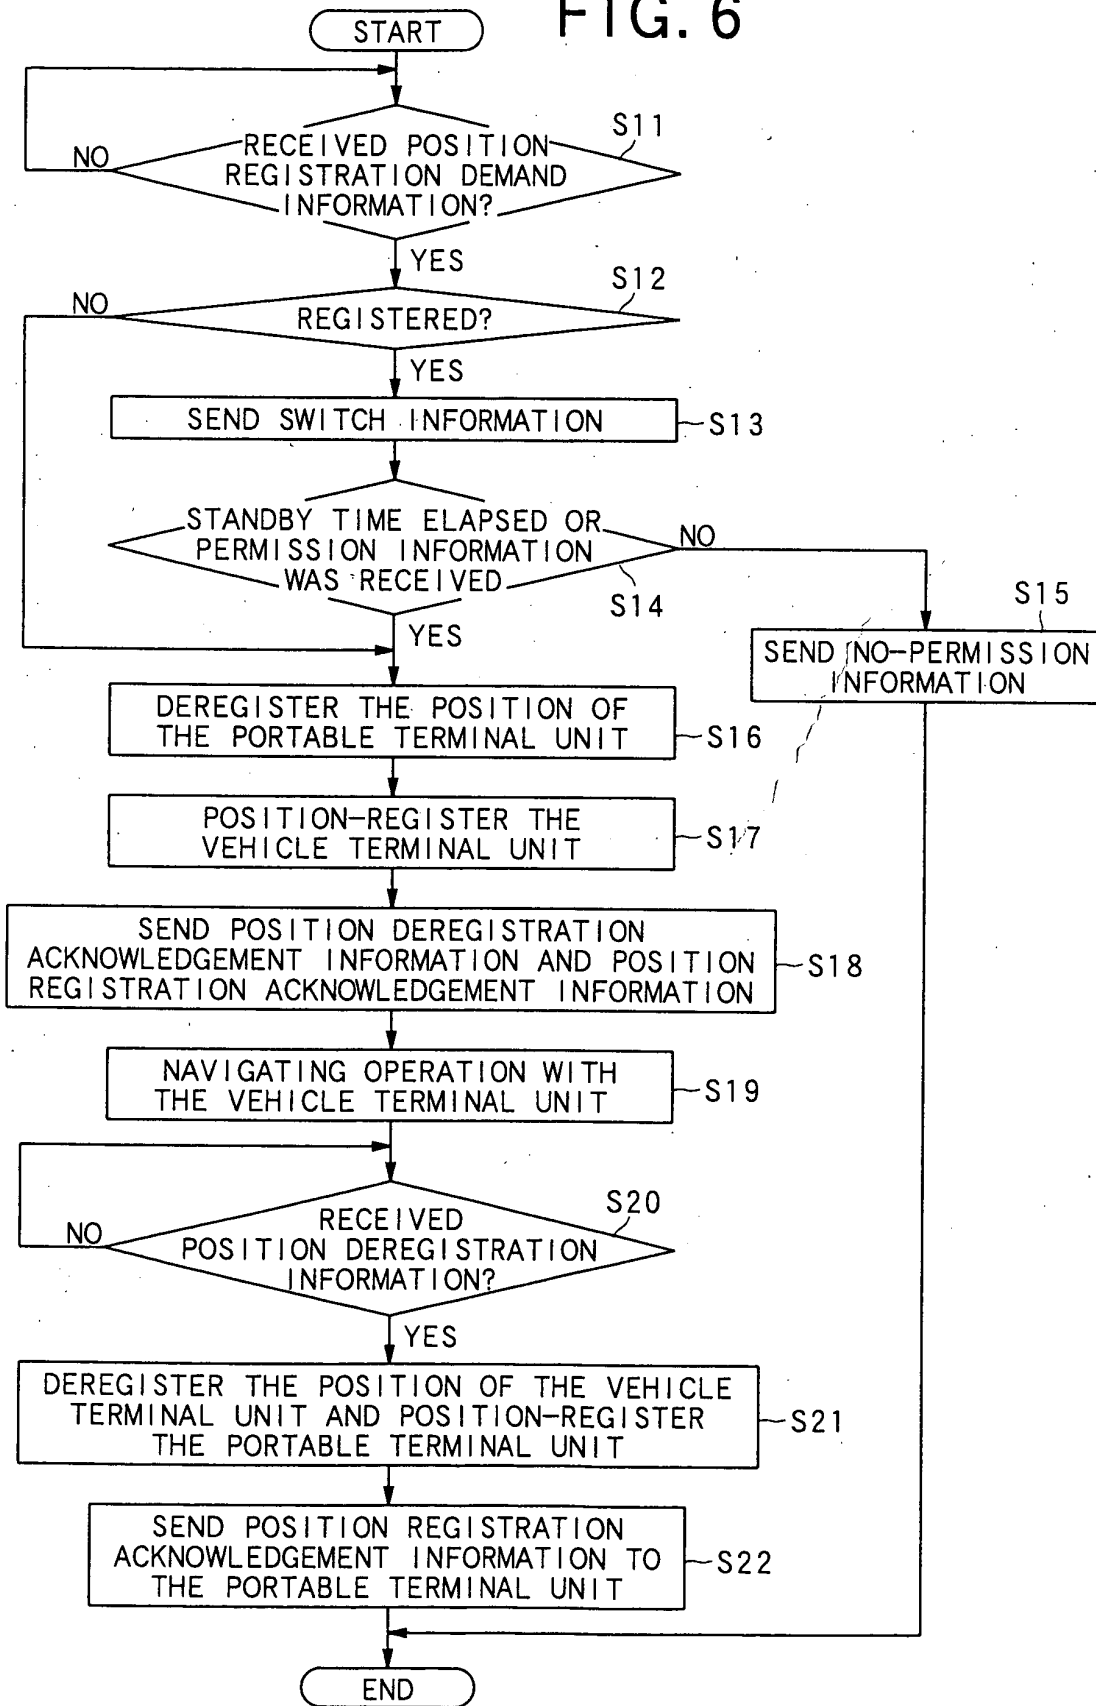 FIG. 6
START
S11
RECEIVED POSITION
REGISTRATION DEMAND
INFORMATION?
NO
YES
S12
NO
REGISTERED?
YES
SEND SWITCH INFORMATION
S13
STANDBY TIME ELAPSED OR
PERMISSION INFORMATION
WAS RECEIVED
NO
S14
YES
S15
SEND NO-PERMISSION
INFORMATION
DEREGISTER THE POSITION OF
THE PORTABLE TERMINAL UNIT
S16
POSITION-REGISTER THE
VEHICLE TERMINAL UNIT
S17
SEND POSITION DEREGISTRATION
ACKNOWLEDGEMENT INFORMATION AND POSITION
REGISTRATION ACKNOWLEDGEMENT INFORMATION
S18
NAVIGATING OPERATION WITH
THE VEHICLE TERMINAL UNIT
S19
S20
RECEIVED
POSITION DEREGISTRATION
INFORMATION?
NO
YES
DEREGISTER THE POSITION OF THE VEHICLE
TERMINAL UNIT AND POSITION-REGISTER
THE PORTABLE TERMINAL UNIT
S21
SEND POSITION REGISTRATION
ACKNOWLEDGEMENT INFORMATION TO
THE PORTABLE TERMINAL UNIT
S22
END